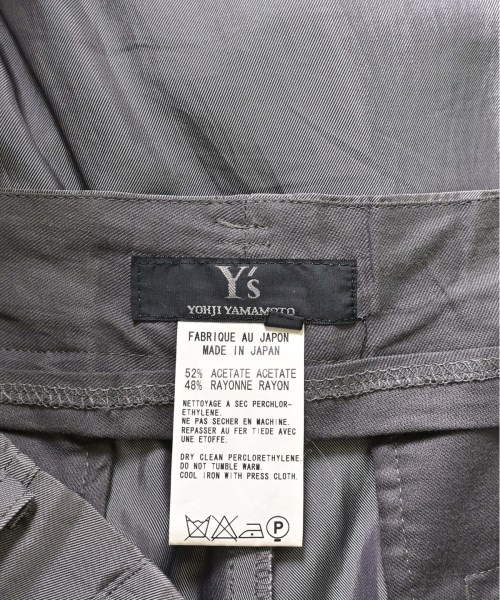 Y's
YOHJI YAMAMOTO
FABRIQUE AU JAPON
MADE IN JAPAN
52% ACETATE ACETATE
48% RAYONNE RAYON
NETTOYAGE A SEC PERCHLOR-
ETHYLENE.
NE PAS SECHER EN MACHINE.
REPASSER AU FER TIEDE AVEC
UNE ETOFFE.
DRY CLEAN PERCLORETHYLENE
DO NOT TUMBLE WARM.
COOL IRON WITH PRESS CLOTH.
P